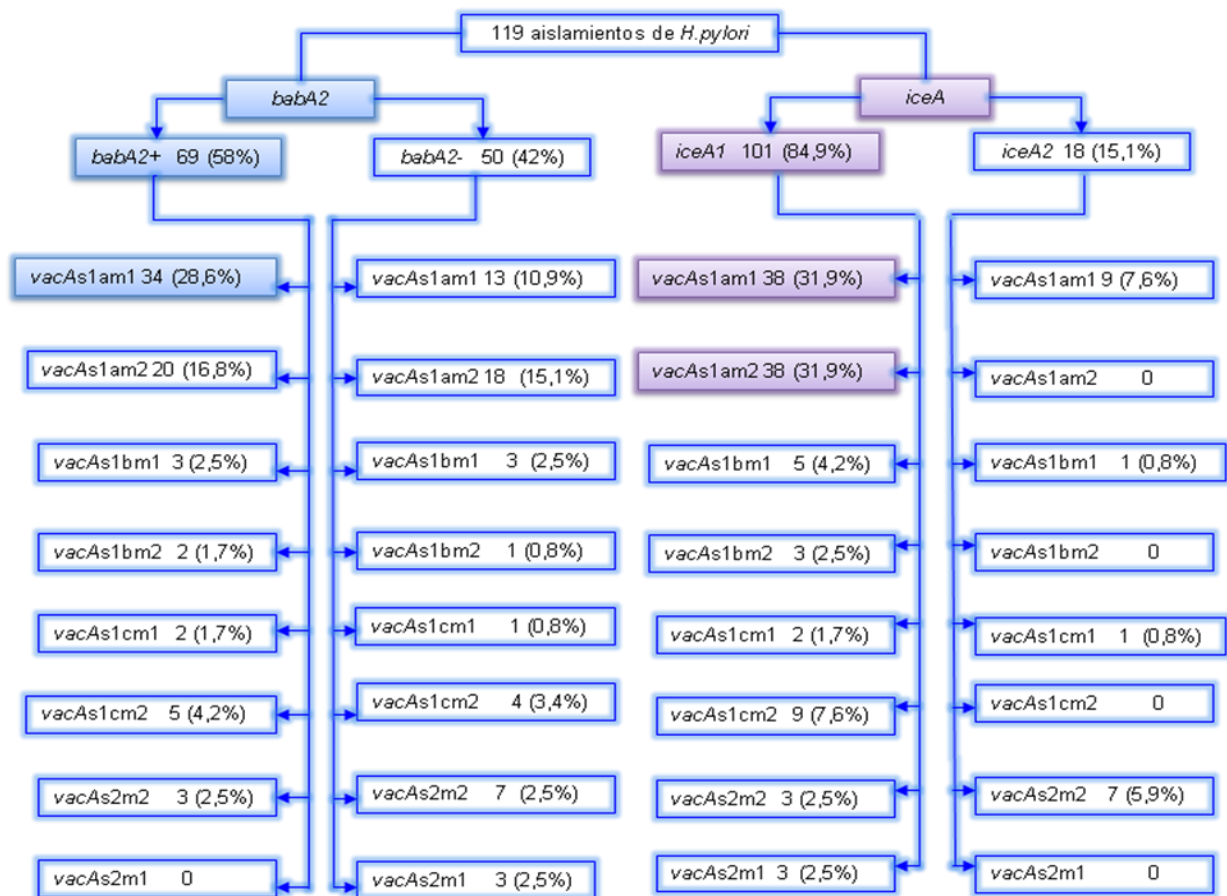 119 aislamientos de H.pylori
babA2
iceA
babA2+ 69 (58%)
babA2- 50 (42%)
iceA1 101 (84,9%)
iceA2 18 (15,1%)
vacAs1am1 34 (28,6%)
vacAs1am1 13 (10,9%)
vacAs1am1 38 (31,9%)
vacAs1am1 9 (7,6%)
vacAs1am2 20 (16,8%)
vacAs1am2 18 (15,1%)
vacAs1am2 38 (31,9%)
vacAs1am2 0
vacAs1bm1 3 (2,5%)
vacAs1bm1 3 (2,5%)
vacAs1bm1 5 (4,2%)
vacAs1bm1 1 (0,8%)
vacAs1bm2 2 (1,7%)
vacAs1bm2 1 (0,8%)
vacAs1bm2 3 (2,5%)
vacAs1bm2 0
vacAs1cm1 2 (1,7%)
vacAs1cm1 1 (0,8%)
vacAs1cm1 2 (1,7%)
vacAs1cm1 1 (0,8%)
vacAs1cm2 5 (4,2%)
vacAs1cm2 4 (3,4%)
vacAs1cm2 9 (7,6%)
vacAs1cm2 0
vacAs2m2 3 (2,5%)
vacAs2m2 7 (2,5%)
vacAs2m2 3 (2,5%)
vacAs2m2 7 (5,9%)
vacAs2m1 0
vacAs2m1 3 (2,5%)
vacAs2m1 3 (2,5%)
vacAs2m1 0